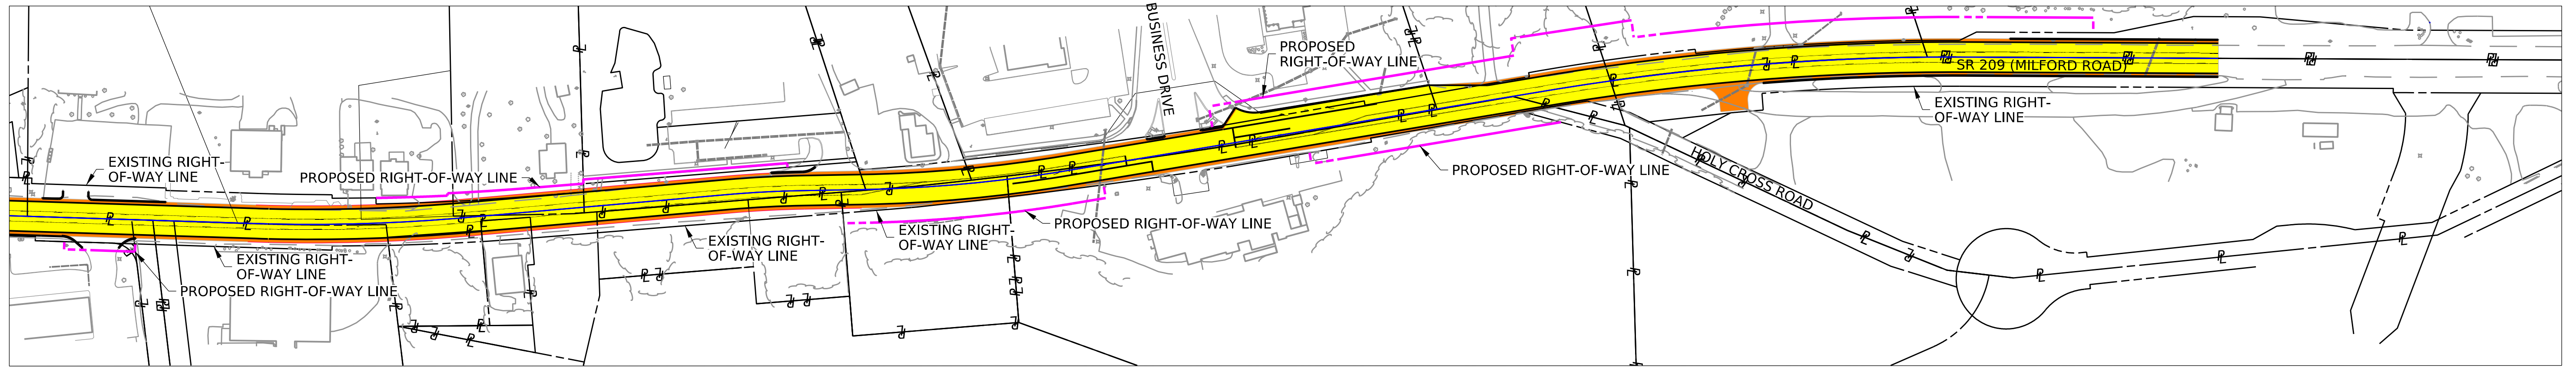 BUSINESS DRIVE
PROPOSED
RIGHT-OF-WAY LINE
SR 209 (MILFORD ROAD)
EXISTING RIGHT-
OF-WAY LINE
EXISTING RIGHT-
OF-WAY LINE
PROPOSED RIGHT-OF-WAY LINE
PROPOSED RIGHT-OF-WAY LINE
HOLY CROSS ROAD
PROPOSED RIGHT-OF-WAY LINE
EXISTING RIGHT-
OF-WAY LINE
EXISTING RIGHT-
OF-WAY LINE
EXISTING RIGHT-
OF-WAY LINE
PROPOSED RIGHT-OF-WAY LINE